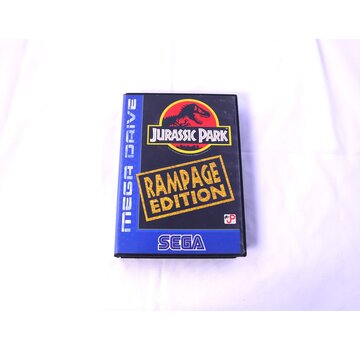 MEGA DRIVE
JURASSIC PARK
RAMPAGE
EDITION
SEGA